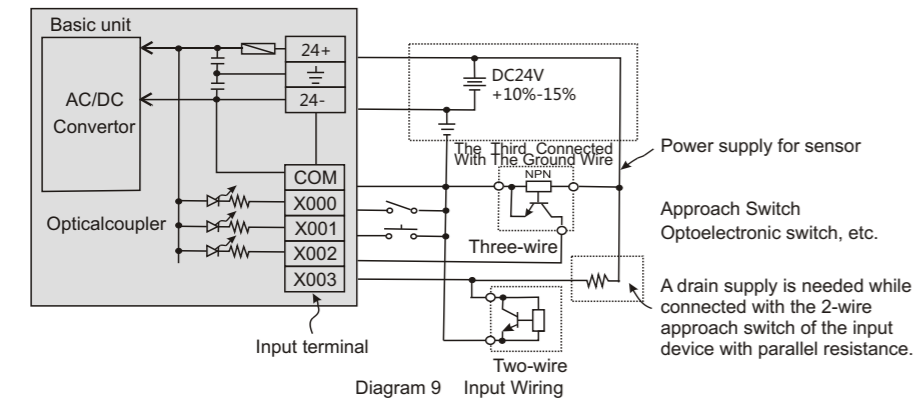 Basic unit
24+
24-
AC/DC
Convertor
COM
X000
X001
X002
X003
Opticalcoupler
Input terminal
DC24V
+10%-15%
The Third Connected
With The Ground Wire
NPN
Three-wire
Two-wire
Power supply for sensor
Approach Switch
Optoelectronic switch, etc.
A drain supply is needed while
connected with the 2-wire
approach switch of the input
device with parallel resistance.
Diagram 9 Input Wiring